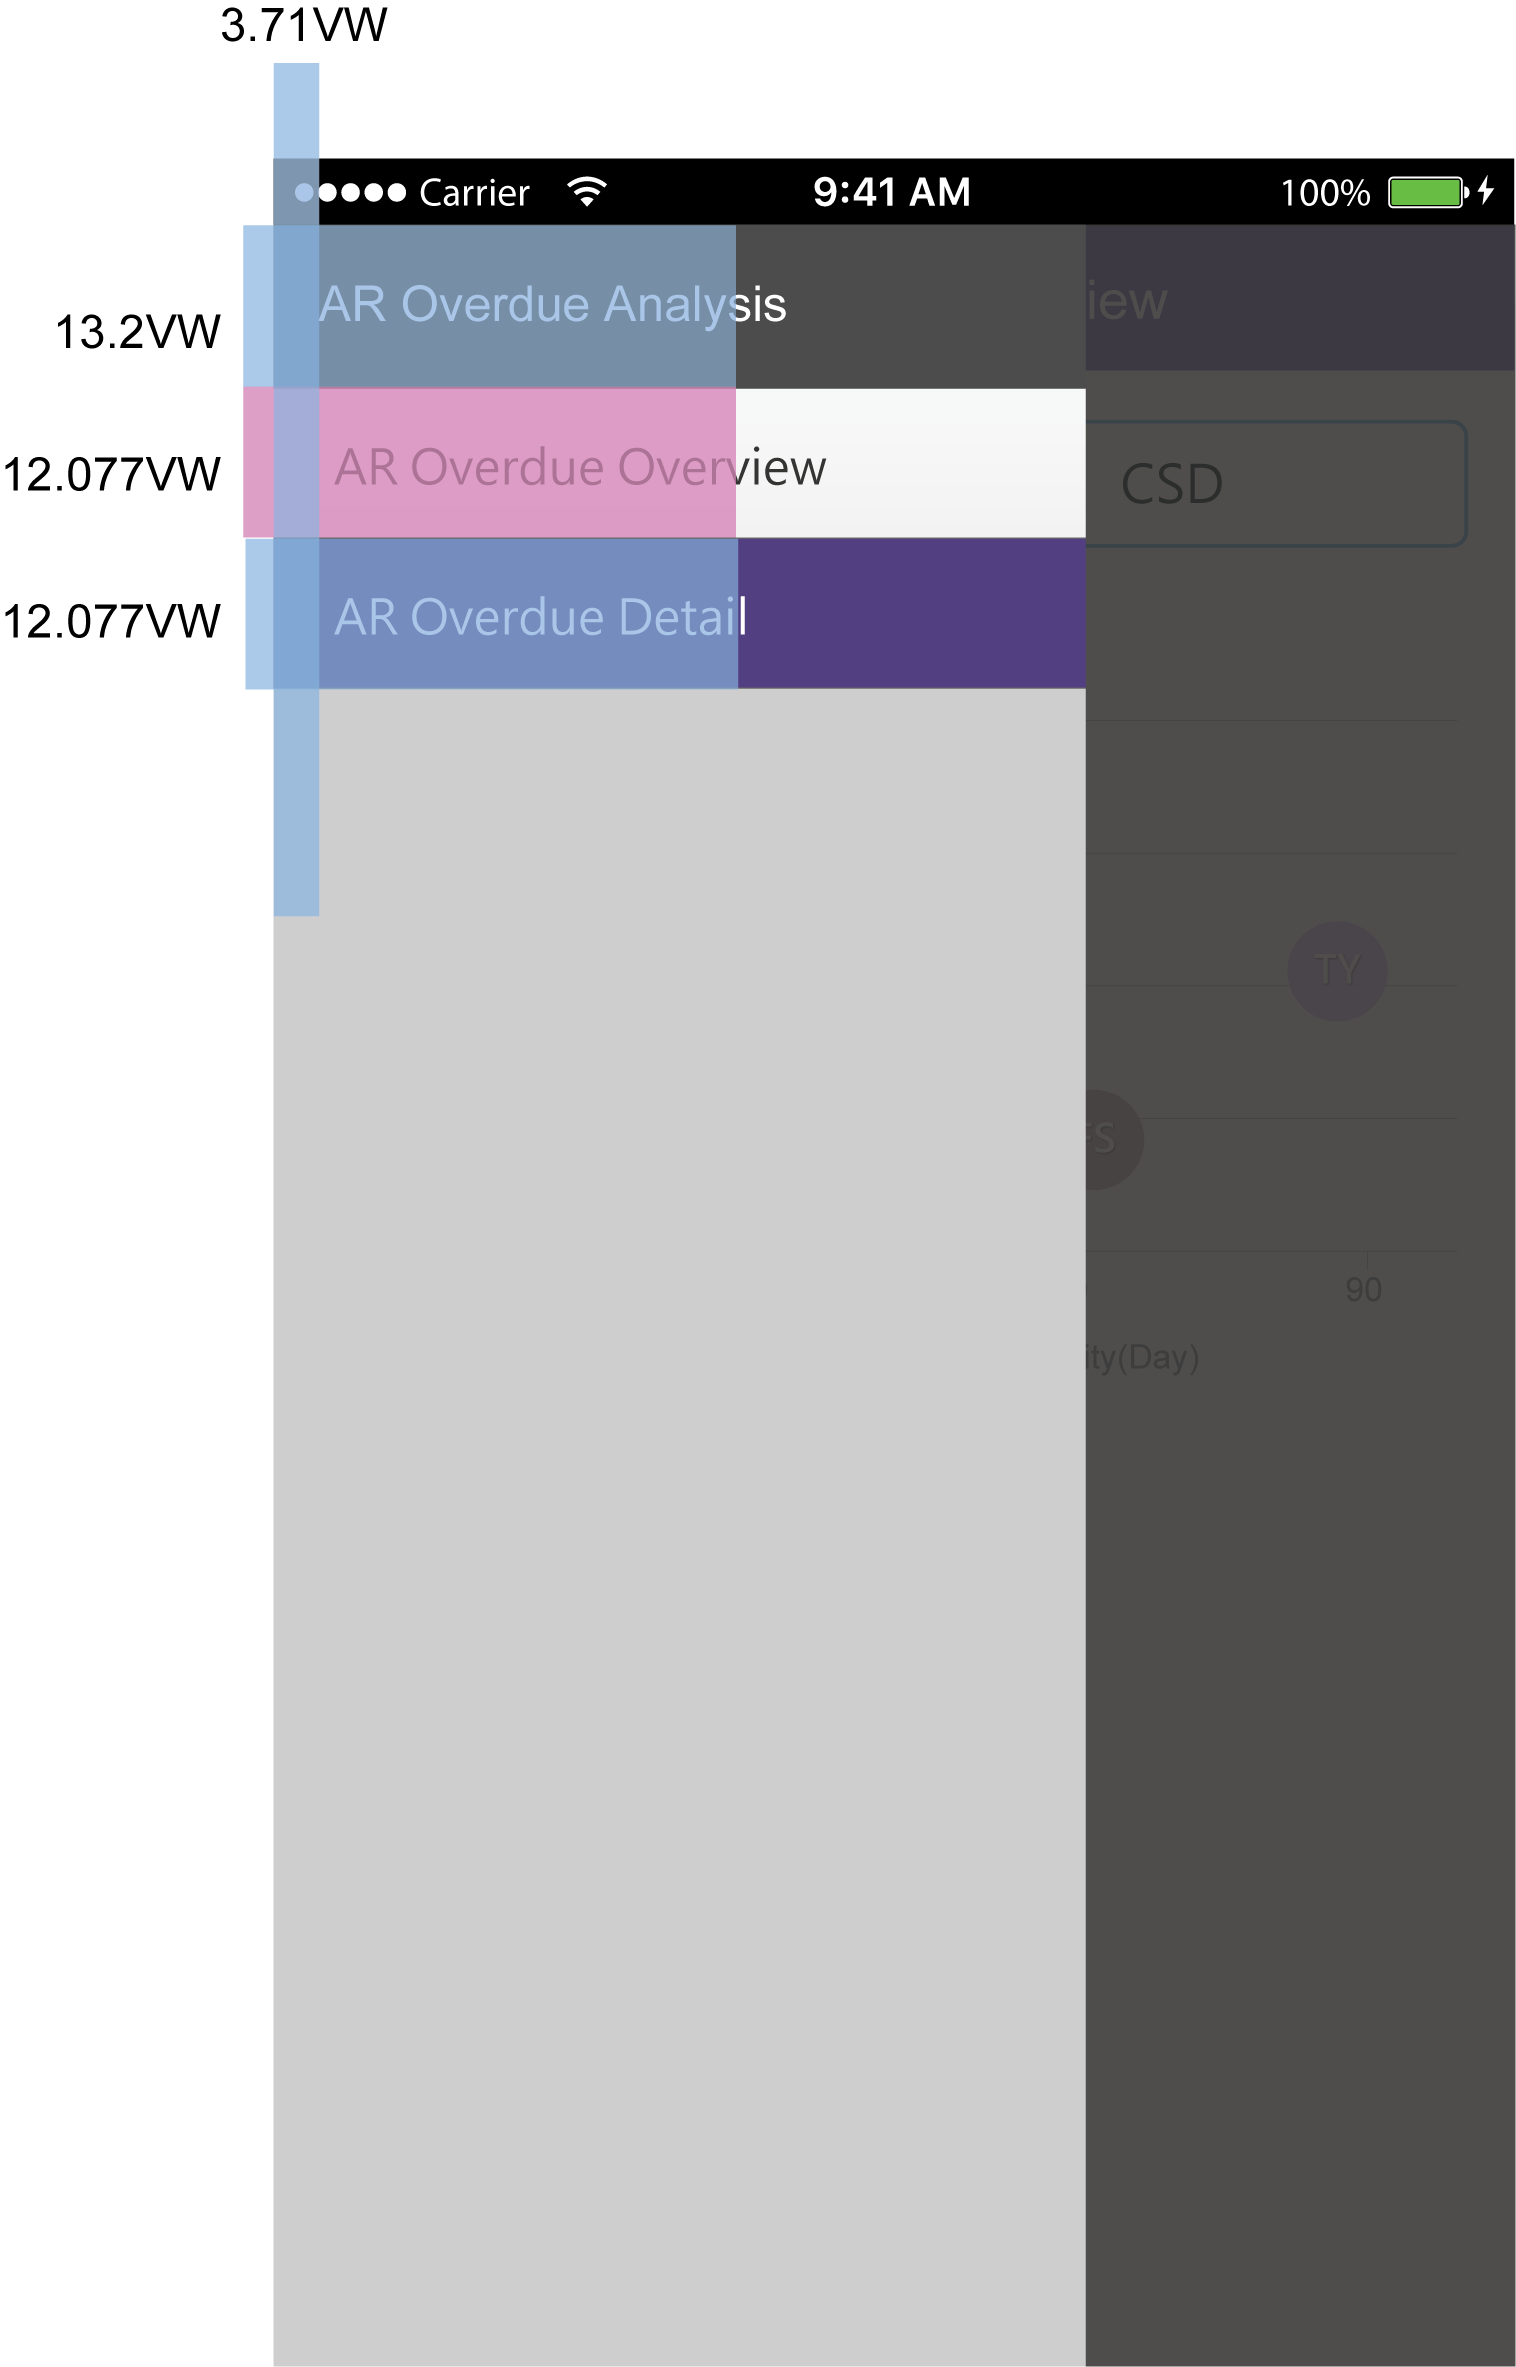 3.71VW
Carrier 9:41 AM 100%
AR Overdue Analysis iew
13.2VW
AR Overdue Overview CSD
12.077VW
AR Overdue Detail
12.077VW
TY
FS
90
ity(Day)